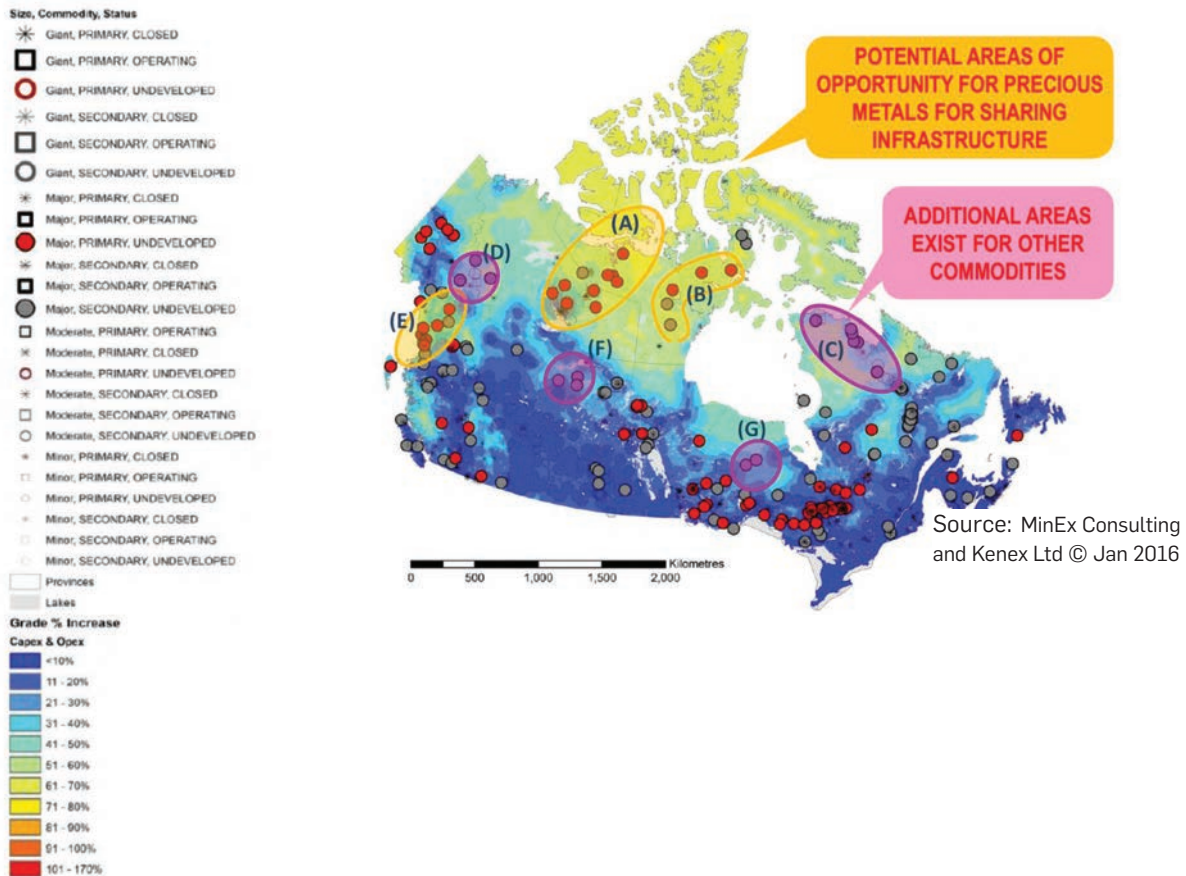 Size, Commodity, Status
Giant, PRIMARY, CLOSED
Giant, PRIMARY, OPERATING
Giant, PRIMARY, UNDEVELOPED
Giant, SECONDARY, CLOSED
Giant, SECONDARY, OPERATING
Giant, SECONDARY, UNDEVELOPED
Major, PRIMARY, CLOSED
Major, PRIMARY, OPERATING
Major, PRIMARY, UNDEVELOPED
Major, SECONDARY, CLOSED
Major, SECONDARY, OPERATING
Major, SECONDARY, UNDEVELOPED
Moderate, PRIMARY, OPERATING
Moderate, PRIMARY, CLOSED
Moderate, PRIMARY, UNDEVELOPED
Moderate, SECONDARY, CLOSED
Moderate, SECONDARY, OPERATING
Moderate, SECONDARY, UNDEVELOPED
Minor, PRIMARY, CLOSED
Minor, PRIMARY, OPERATING
Minor, PRIMARY, UNDEVELOPED
Minor, SECONDARY, CLOSED
Minor, SECONDARY, OPERATING
Minor, SECONDARY, UNDEVELOPED
Provinces
Lakes
Grade % Increase
Capex & Opex
<10%
11 - 20%
21 - 30%
31 - 40%
41 - 50%
51 - 60%
61 - 70%
71 - 80%
81 - 90%
91 - 100%
101 - 170%
POTENTIAL AREAS OF
OPPORTUNITY FOR PRECIOUS
METALS FOR SHARING
INFRASTRUCTURE
ADDITIONAL AREAS
EXIST FOR OTHER
COMMODITIES
(A)
(D)
(B)
(E)
(C)
(F)
(G)
Source: MinEx Consulting
and Kenex Ltd © Jan 2016
Kilometres
0 500 1,000 1,500 2,000